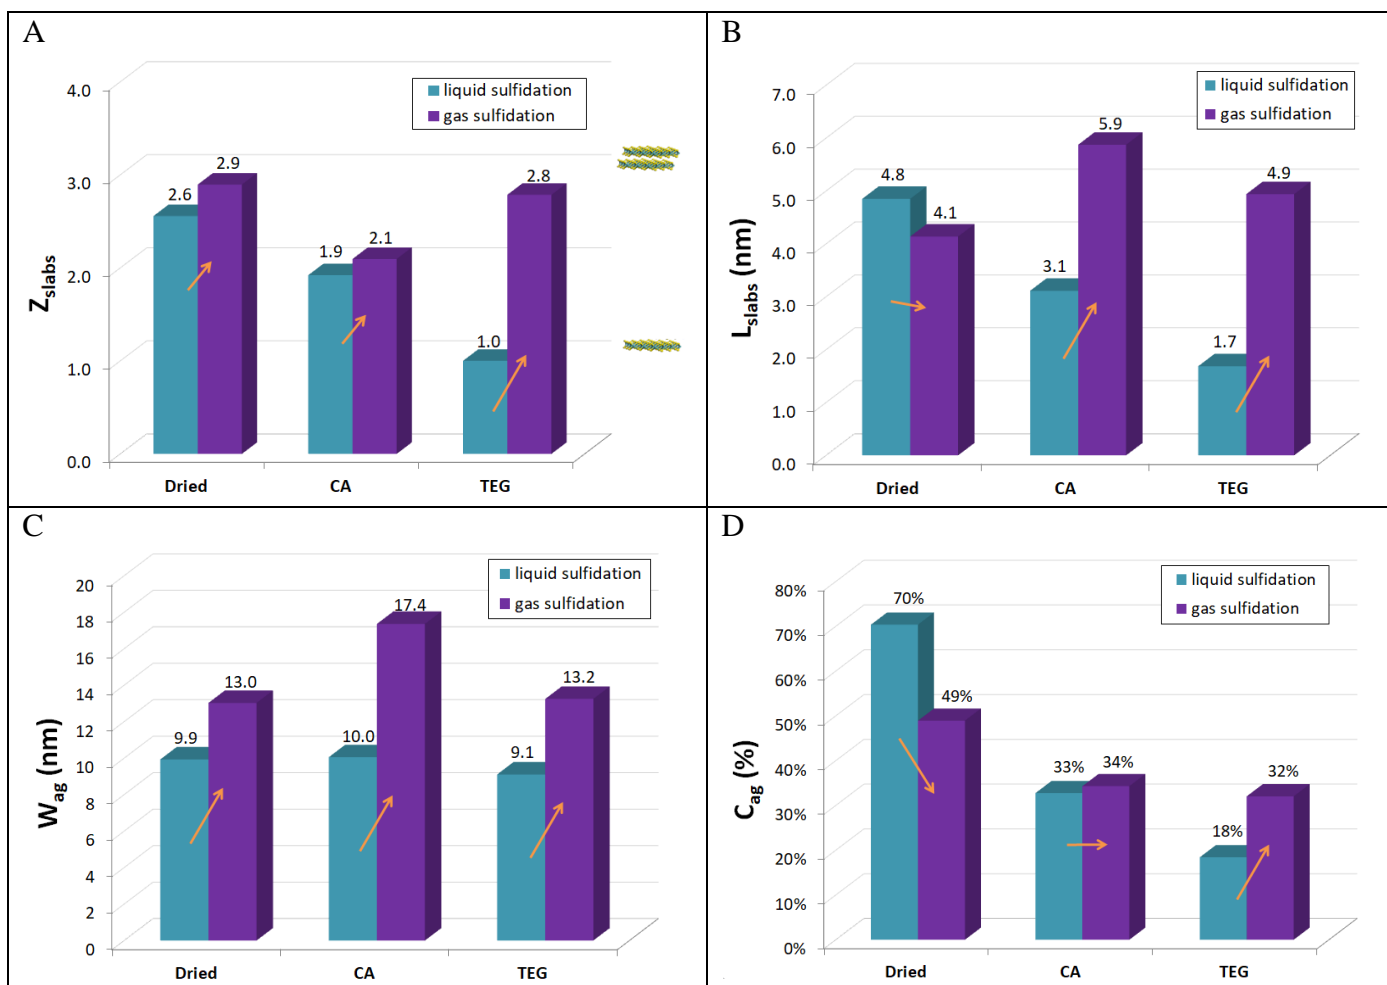 A
liquid sulfidation
gas sulfidation
Z_slabs
4.0
3.0
2.0
1.0
0.0
2.6
2.9
1.9
2.1
1.0
2.8
Dried CA TEG
B
liquid sulfidation
gas sulfidation
L_slabs (nm)
7.0
6.0
5.0
4.0
3.0
2.0
1.0
0.0
4.8
4.1
3.1
5.9
1.7
4.9
Dried CA TEG
C
liquid sulfidation
gas sulfidation
W_ag (nm)
20
18
16
14
12
10
8
6
4
2
0
9.9
13.0
10.0
17.4
9.1
13.2
Dried CA TEG
D
liquid sulfidation
gas sulfidation
C_ag (%)
80%
70%
60%
50%
40%
30%
20%
10%
0%
70%
49%
33%
34%
18%
32%
Dried CA TEG